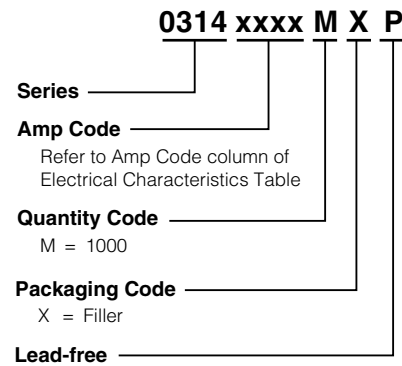 0314 xxxx M X P
Series
Amp Code
Refer to Amp Code column of
Electrical Characteristics Table
Quantity Code
M = 1000
Packaging Code
X = Filler
Lead-free